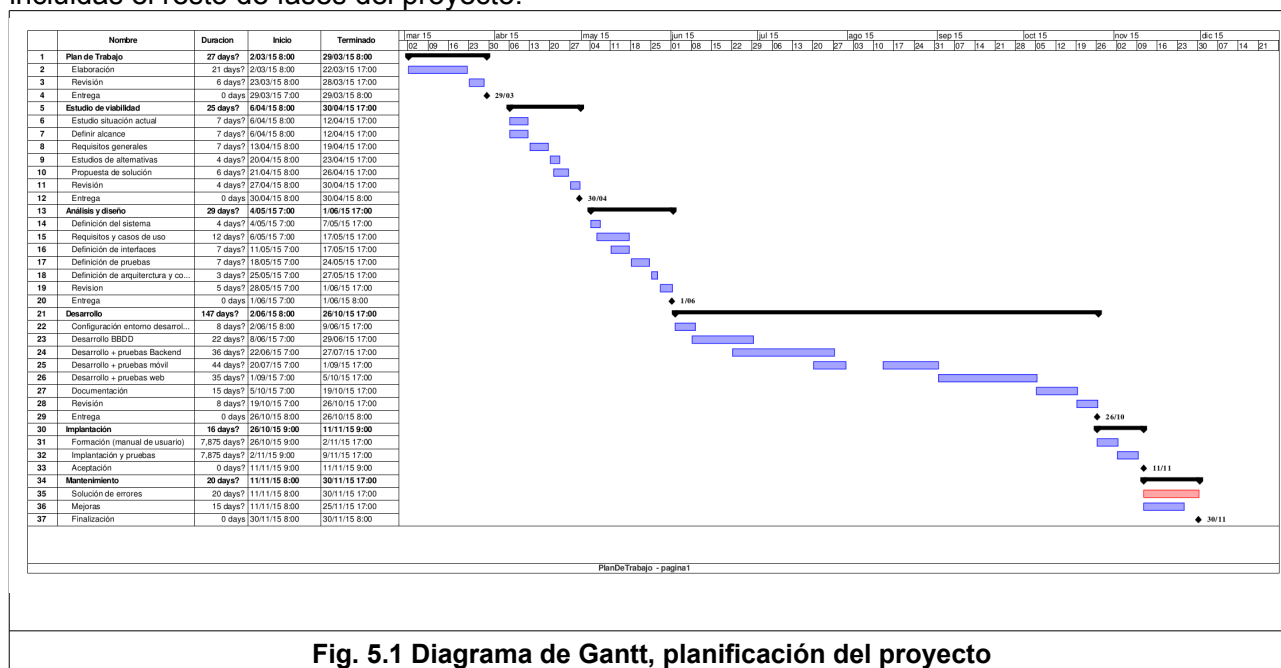 incluidas el resto de fases del proyecto.
Nombre Duracion Inicio Terminado
mar 15 abr 15 may 15 jun 15 jul 15 ago 15 sep 15 oct 15 nov 15 dic 15
02 09 16 23 30 06 13 20 27 04 11 18 25 01 08 15 22 29 06 13 20 27 03 10 17 24 31 07 14 21 28 05 12 19 26 02 09 16 23 30 07 14 21
1 Plan de Trabajo 27 days? 2/03/15 8:00 29/03/15 8:00
2 Elaboración 21 days? 2/03/15 8:00 22/03/15 17:00
3 Revisión 6 days? 23/03/15 8:00 28/03/15 17:00
4 Entrega 0 days 29/03/15 7:00 29/03/15 8:00 29/03
5 Estudio de viabilidad 25 days? 6/04/15 8:00 30/04/15 17:00
6 Estudio situación actual 7 days? 6/04/15 8:00 12/04/15 17:00
7 Definir alcance 7 days? 6/04/15 8:00 12/04/15 17:00
8 Requisitos generales 7 days? 13/04/15 8:00 19/04/15 17:00
9 Estudios de alternativas 4 days? 20/04/15 8:00 23/04/15 17:00
10 Propuesta de solución 6 days? 21/04/15 8:00 26/04/15 17:00
11 Revisión 4 days? 27/04/15 8:00 30/04/15 17:00
12 Entrega 0 days 30/04/15 8:00 30/04/15 8:00 30/04
13 Análisis y diseño 29 days? 4/05/15 7:00 1/06/15 17:00
14 Definición del sistema 4 days? 4/05/15 7:00 7/05/15 17:00
15 Requisitos y casos de uso 12 days? 6/05/15 7:00 17/05/15 17:00
16 Definición de interfaces 7 days? 11/05/15 7:00 17/05/15 17:00
17 Definición de pruebas 7 days? 18/05/15 7:00 24/05/15 17:00
18 Definición de arquiterctura y co... 3 days? 25/05/15 7:00 27/05/15 17:00
19 Revision 5 days? 28/05/15 7:00 1/06/15 17:00
20 Entrega 0 days 1/06/15 7:00 1/06/15 8:00 1/06
21 Desarrollo 147 days? 2/06/15 8:00 26/10/15 17:00
22 Configuración entorno desarrol... 8 days? 2/06/15 8:00 9/06/15 17:00
23 Desarrollo BBDD 22 days? 8/06/15 7:00 29/06/15 17:00
24 Desarrollo + pruebas Backend 36 days? 22/06/15 7:00 27/07/15 17:00
25 Desarrollo + pruebas móvil 44 days? 20/07/15 7:00 1/09/15 17:00
26 Desarrollo + pruebas web 35 days? 1/09/15 7:00 5/10/15 17:00
27 Documentación 15 days? 5/10/15 7:00 19/10/15 17:00
28 Revisión 8 days? 19/10/15 7:00 26/10/15 17:00
29 Entrega 0 days 26/10/15 8:00 26/10/15 8:00 26/10
30 Implantación 16 days? 26/10/15 9:00 11/11/15 9:00
31 Formación (manual de usuario) 7,875 days? 26/10/15 9:00 2/11/15 17:00
32 Implantación y pruebas 7,875 days? 2/11/15 9:00 9/11/15 17:00
33 Aceptación 0 days? 11/11/15 9:00 11/11/15 9:00 11/11
34 Mantenimiento 20 days? 11/11/15 8:00 30/11/15 17:00
35 Solución de errores 20 days? 11/11/15 8:00 30/11/15 17:00
36 Mejoras 15 days? 11/11/15 8:00 25/11/15 17:00
37 Finalización 0 days 30/11/15 8:00 30/11/15 8:00 30/11
PlanDeTrabajo - pagina1
Fig. 5.1 Diagrama de Gantt, planificación del proyecto